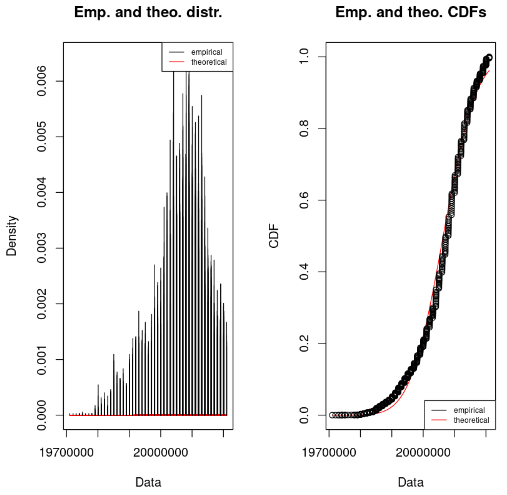 Emp. and theo. distr.
Density
0.000
0.001
0.002
0.003
0.004
0.005
0.006
empirical
theoretical
19700000
20000000
Data
Emp. and theo. CDFs
CDF
0.0
0.2
0.4
0.6
0.8
1.0
empirical
theoretical
19700000
20000000
Data